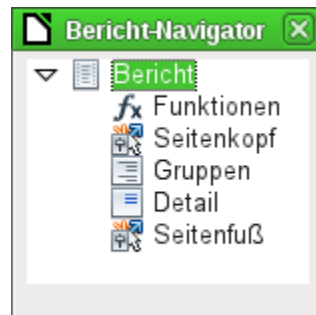 Bericht-Navigator
Bericht
Funktionen
Seitenkopf
Gruppen
Detail
Seitenfuß